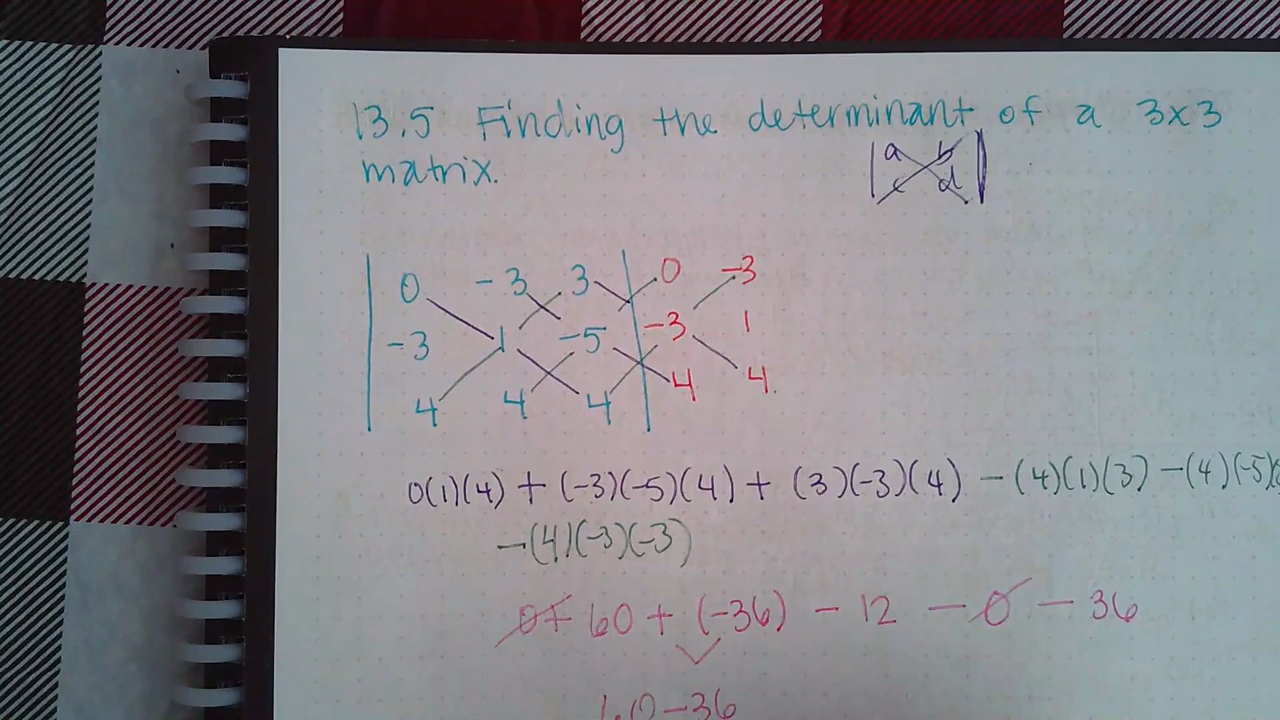 13.5 Finding the determinant of a 3x3
matrix.
a b
c d
0 -3 3 0 -3
-3 1 -5 -3 1
4 4 4 4 4.
0(1)(4) + (-3)(-5)(4) + (3)(-3)(4) -(4)(1)(3) -(4)(-5)(
-(4)(-3)(-3)
0+ 60 + (-36) - 12 - 0 - 36
60-36